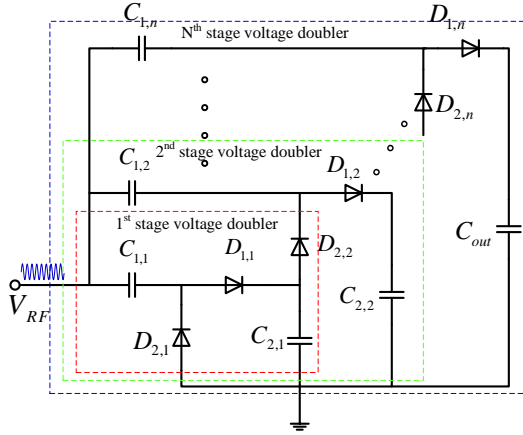 C1,n
D1,n
Nth stage voltage doubler
D2,n
2nd stage voltage doubler
C1,2
D1,2
1st stage voltage doubler
C1,1
D1,1
D2,2
Cout
VRF
D2,1
C2,1
C2,2